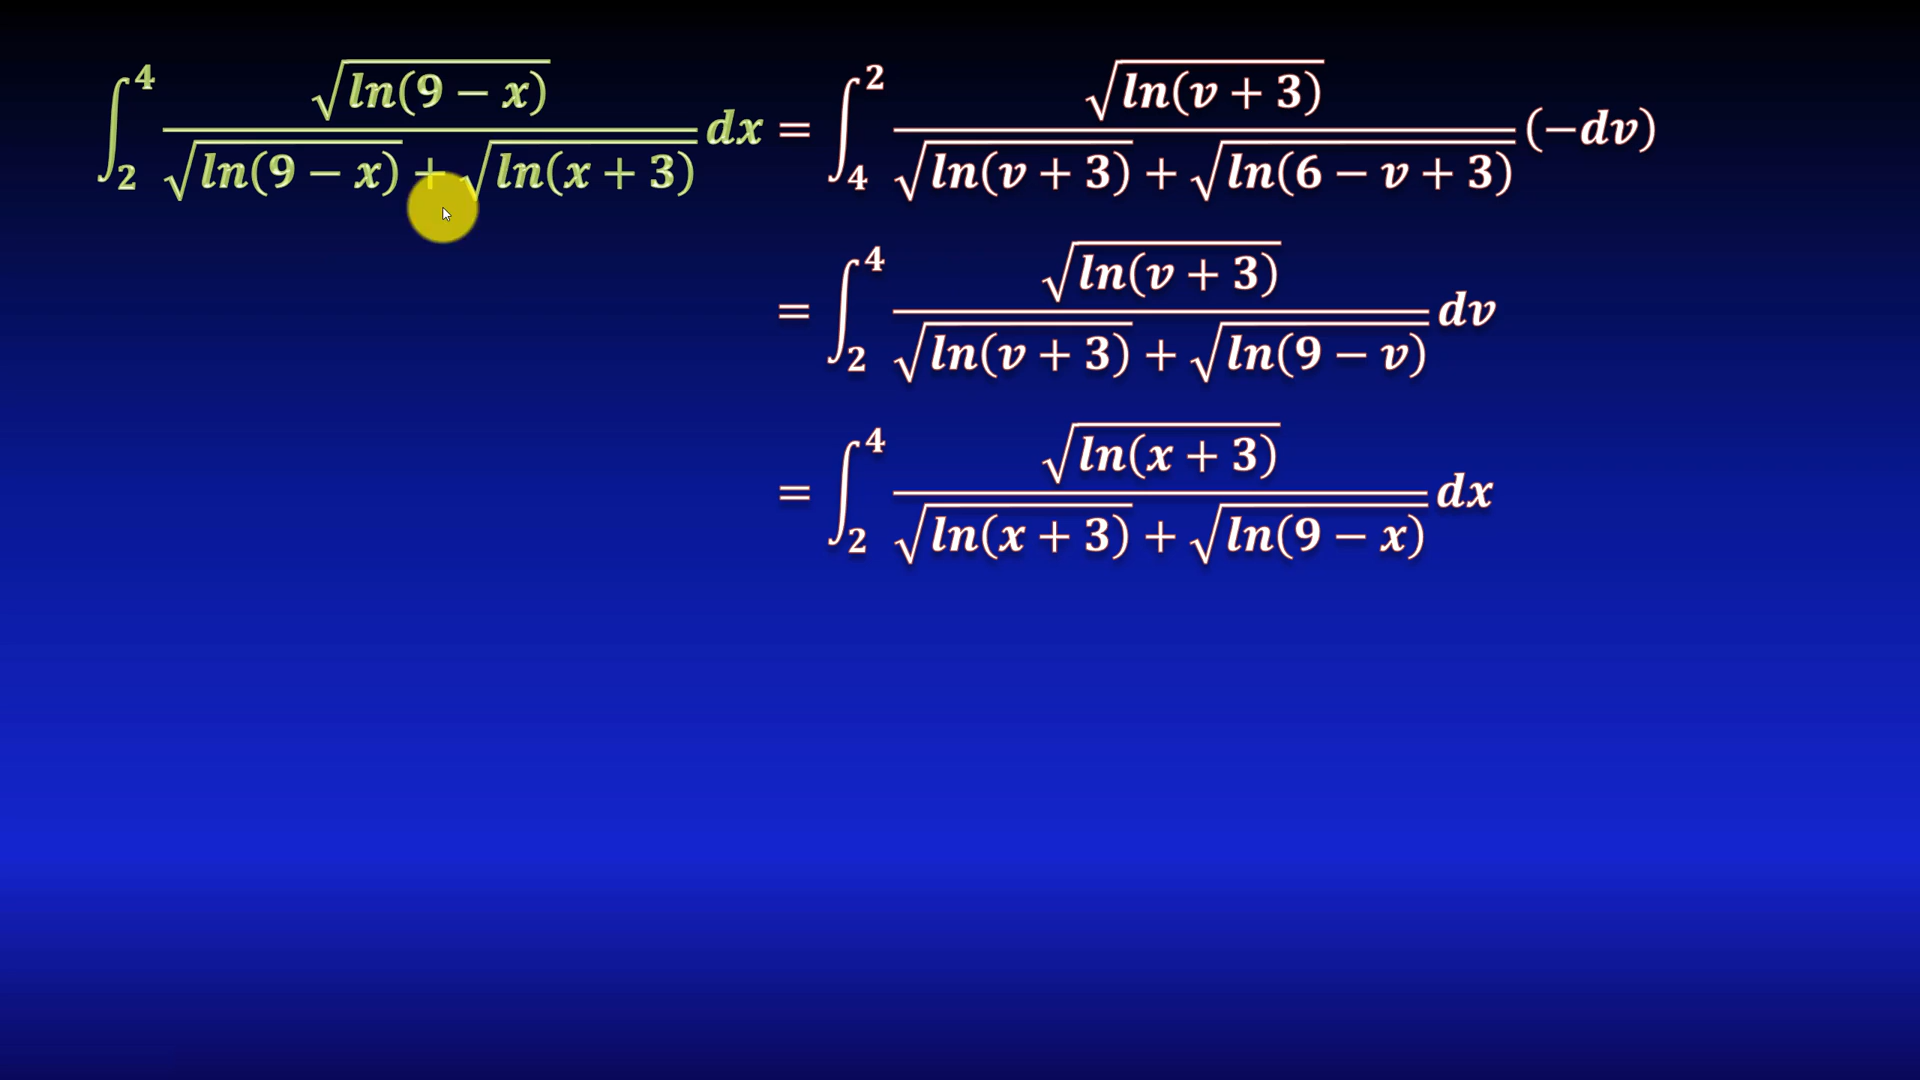 ∫₂⁴ √ln(9 − x) / (√ln(9 − x) + √ln(x + 3)) dx = ∫₄² √ln(v + 3) / (√ln(v + 3) + √ln(6 − v + 3)) (−dv)
= ∫₂⁴ √ln(v + 3) / (√ln(v + 3) + √ln(9 − v)) dv
= ∫₂⁴ √ln(x + 3) / (√ln(x + 3) + √ln(9 − x)) dx